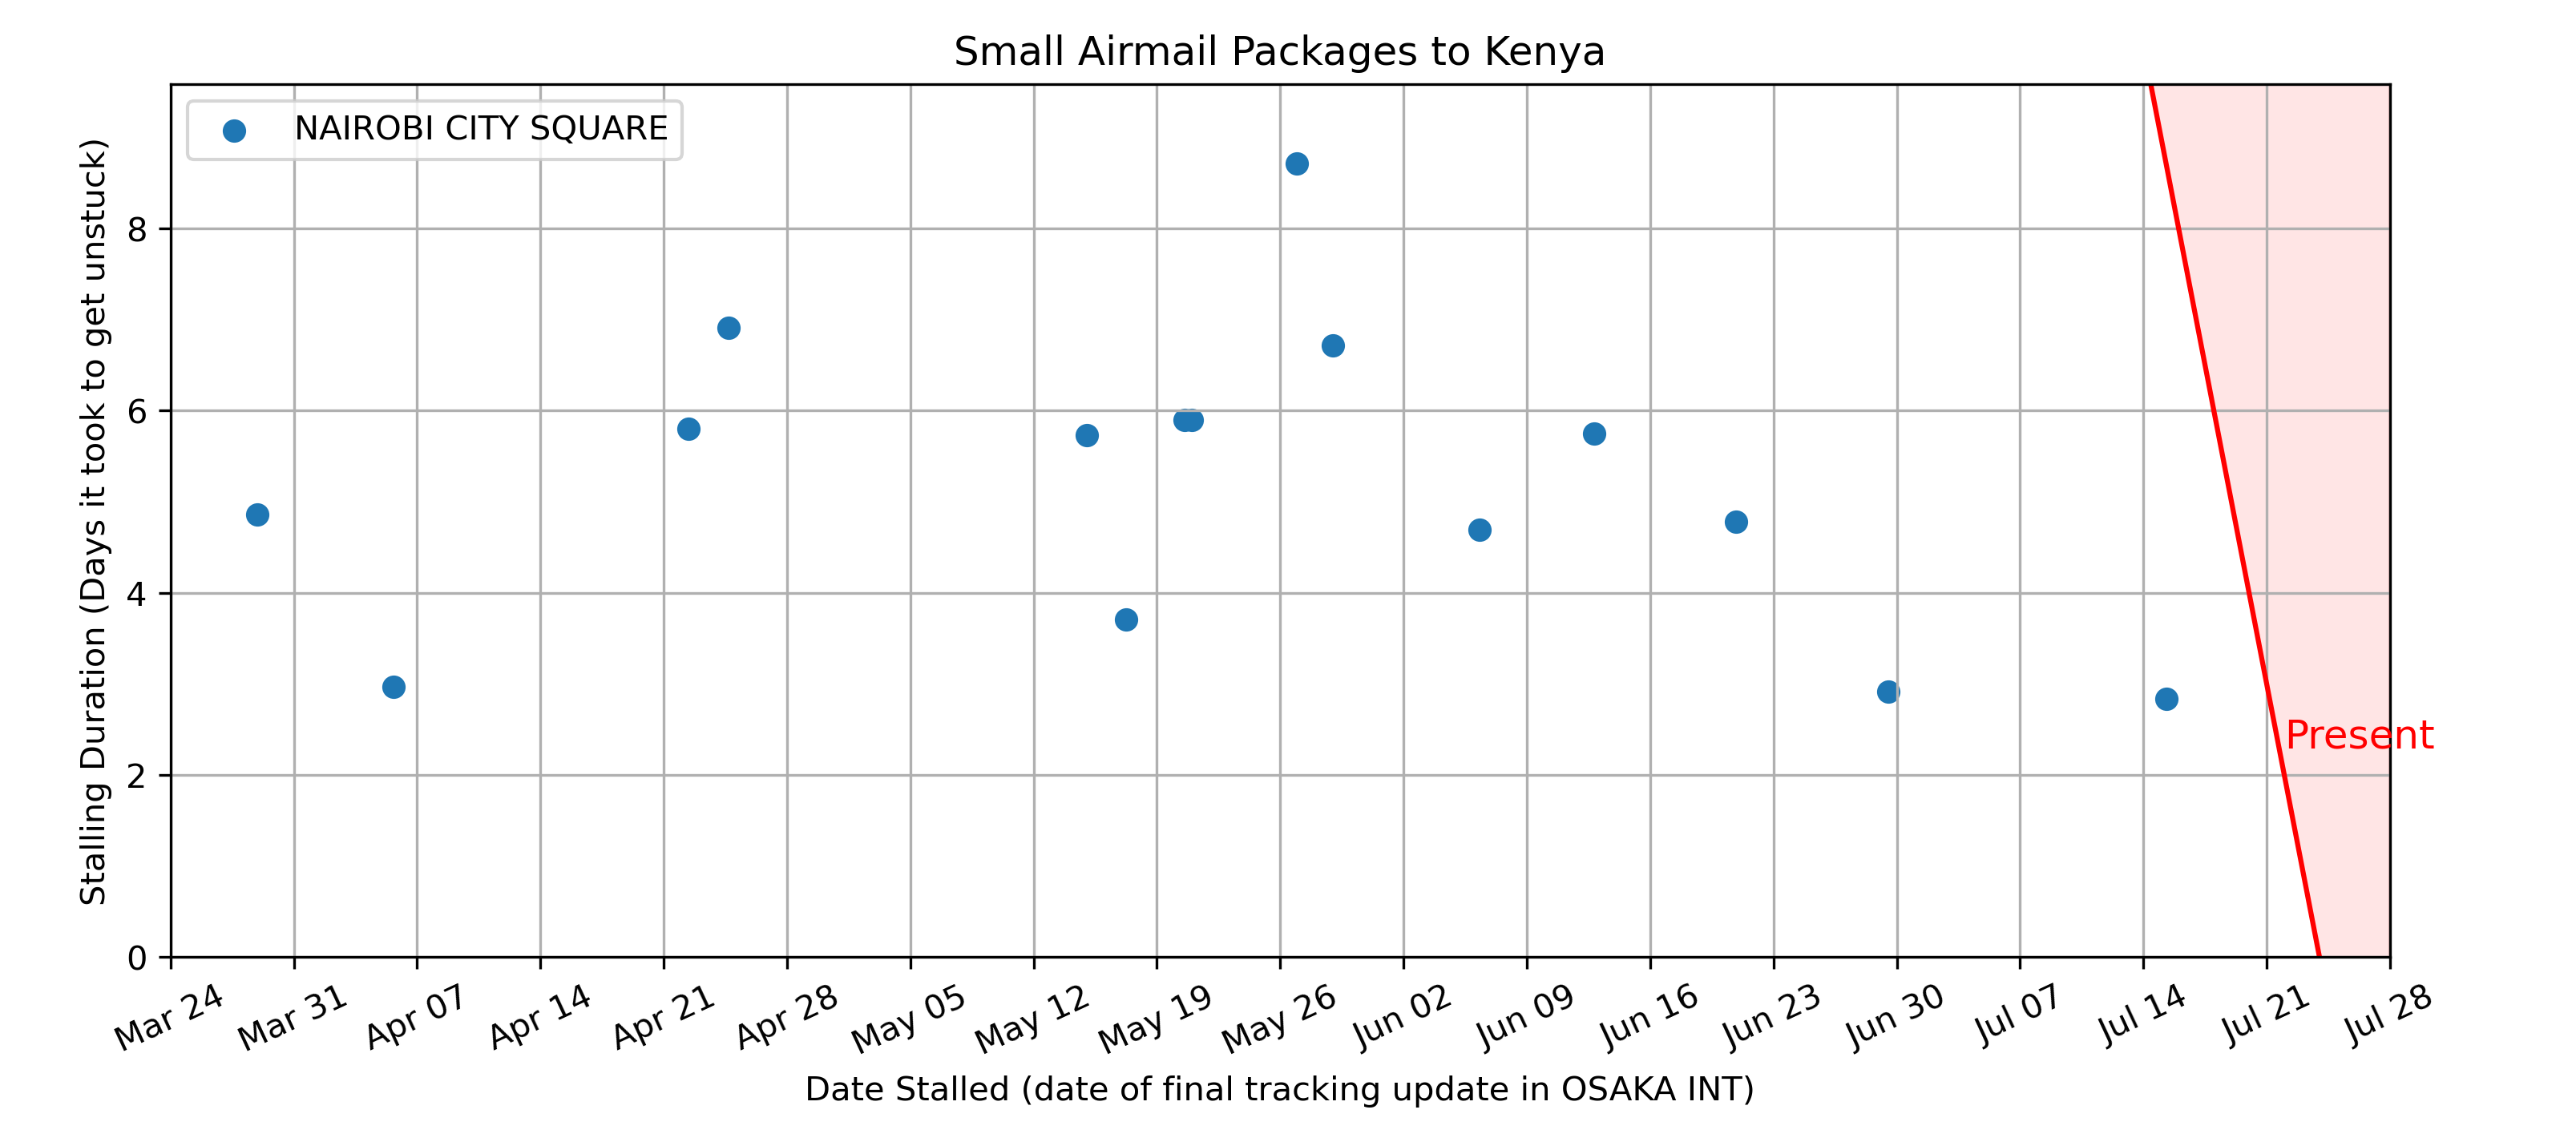 Small Airmail Packages to Kenya
NAIROBI CITY SQUARE
Stalling Duration (Days it took to get unstuck)
8
6
4
2
0
Present
Mar 24
Mar 31
Apr 07
Apr 14
Apr 21
Apr 28
May 05
May 12
May 19
May 26
Jun 02
Jun 09
Jun 16
Jun 23
Jun 30
Jul 07
Jul 14
Jul 21
Jul 28
Date Stalled (date of final tracking update in OSAKA INT)